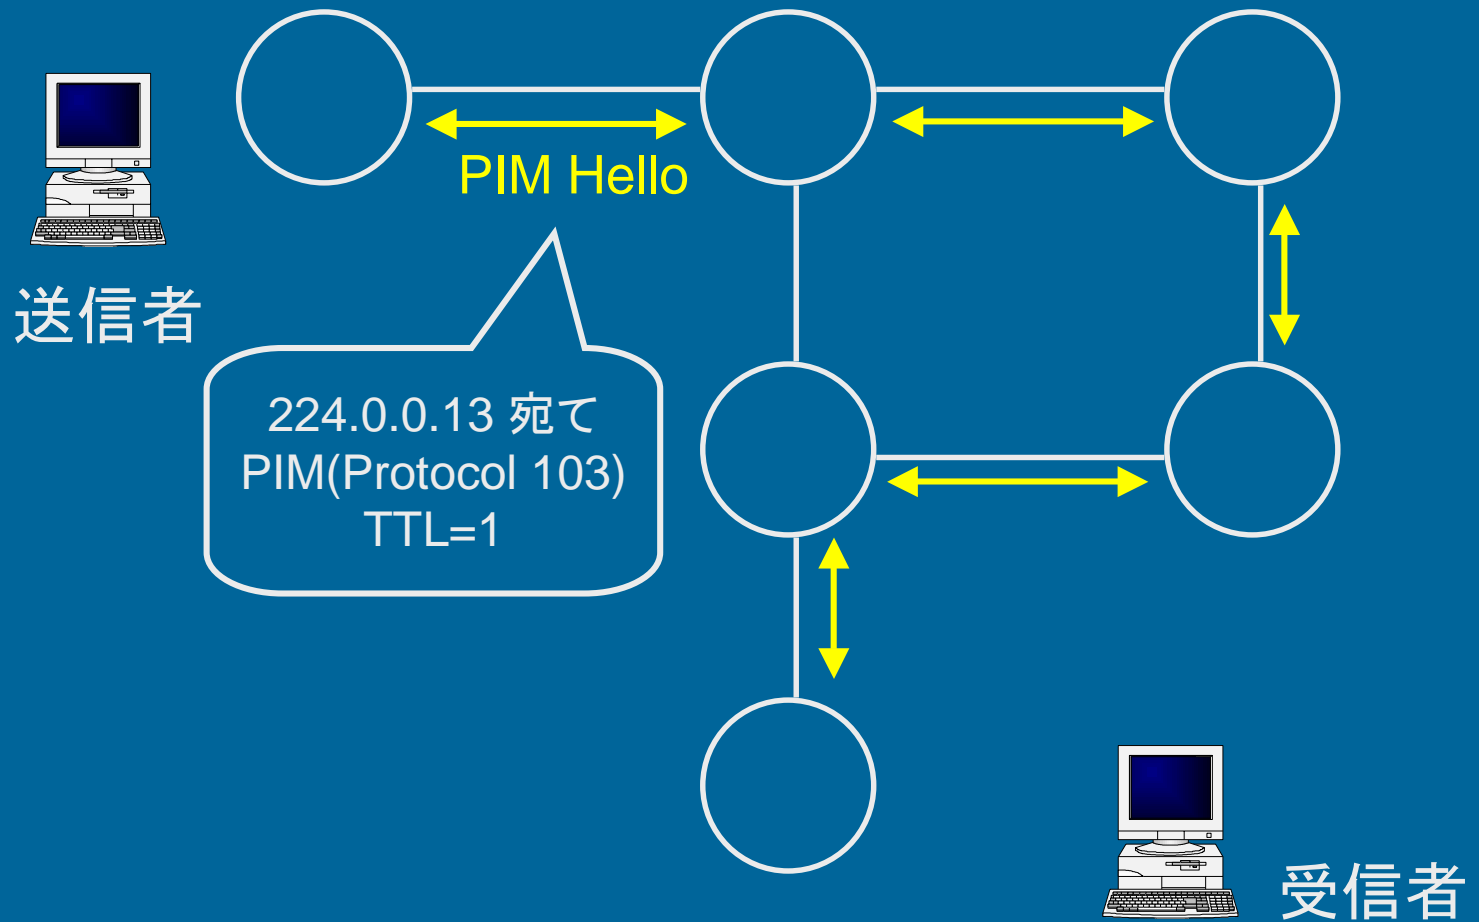 PIM Hello
送信者
224.0.0.13 宛て
PIM(Protocol 103)
TTL=1
受信者